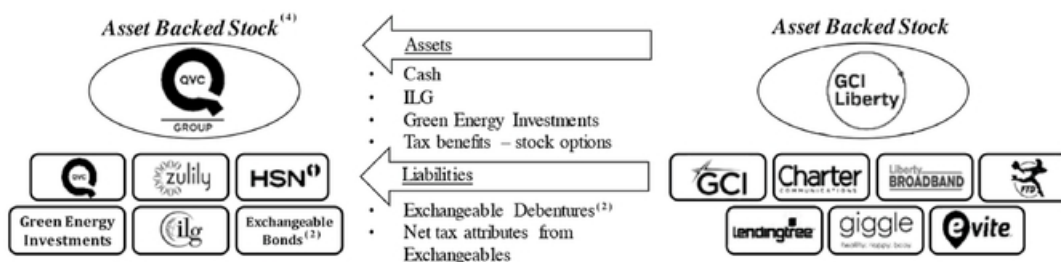 Asset Backed Stock(4)
QVC
GROUP
QVC
zulily
HSN
Green Energy
Investments
ilg
Exchangeable
Bonds(2)
Assets
• Cash
• ILG
• Green Energy Investments
• Tax benefits – stock options
Liabilities
• Exchangeable Debentures(2)
• Net tax attributes from
Exchangeables
Asset Backed Stock
GCI
Liberty
GCI
Charter
COMMUNICATIONS
Liberty
BROADBAND
FTD
lendingtree
giggle
healthy. happy. baby.
evite